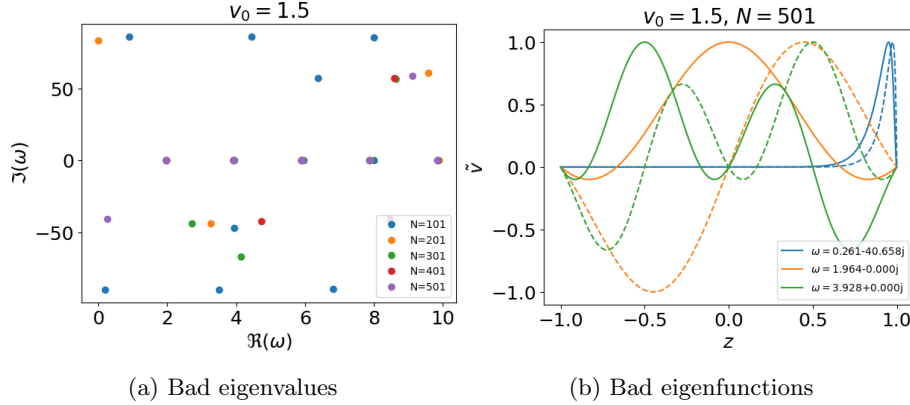 v₀ = 1.5
50
0
−50
ℑ(ω)
0
2
4
6
8
10
ℜ(ω)
N=101
N=201
N=301
N=401
N=501
(a) Bad eigenvalues
v₀ = 1.5, N = 501
1.0
0.5
0.0
−0.5
−1.0
ṽ
−1.0
−0.5
0.0
0.5
1.0
z
ω=0.261-40.658j
ω=1.964-0.000j
ω=3.928+0.000j
(b) Bad eigenfunctions